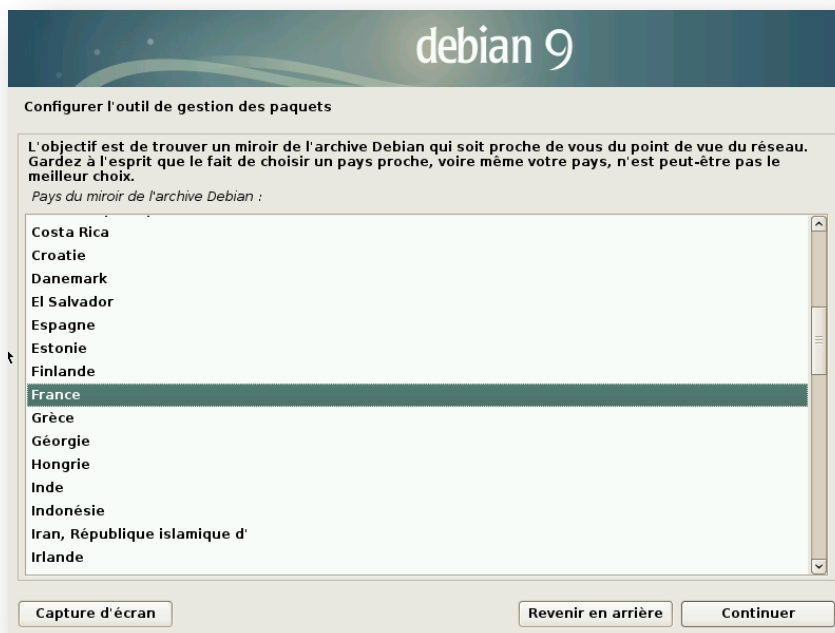 debian 9
Configurer l'outil de gestion des paquets
L'objectif est de trouver un miroir de l'archive Debian qui soit proche de vous du point de vue du réseau.
Gardez à l'esprit que le fait de choisir un pays proche, voire même votre pays, n'est peut-être pas le
meilleur choix.
Pays du miroir de l'archive Debian :
Costa Rica
Croatie
Danemark
El Salvador
Espagne
Estonie
Finlande
France
Grèce
Géorgie
Hongrie
Inde
Indonésie
Iran, République islamique d'
Irlande
Capture d'écran
Revenir en arrière
Continuer